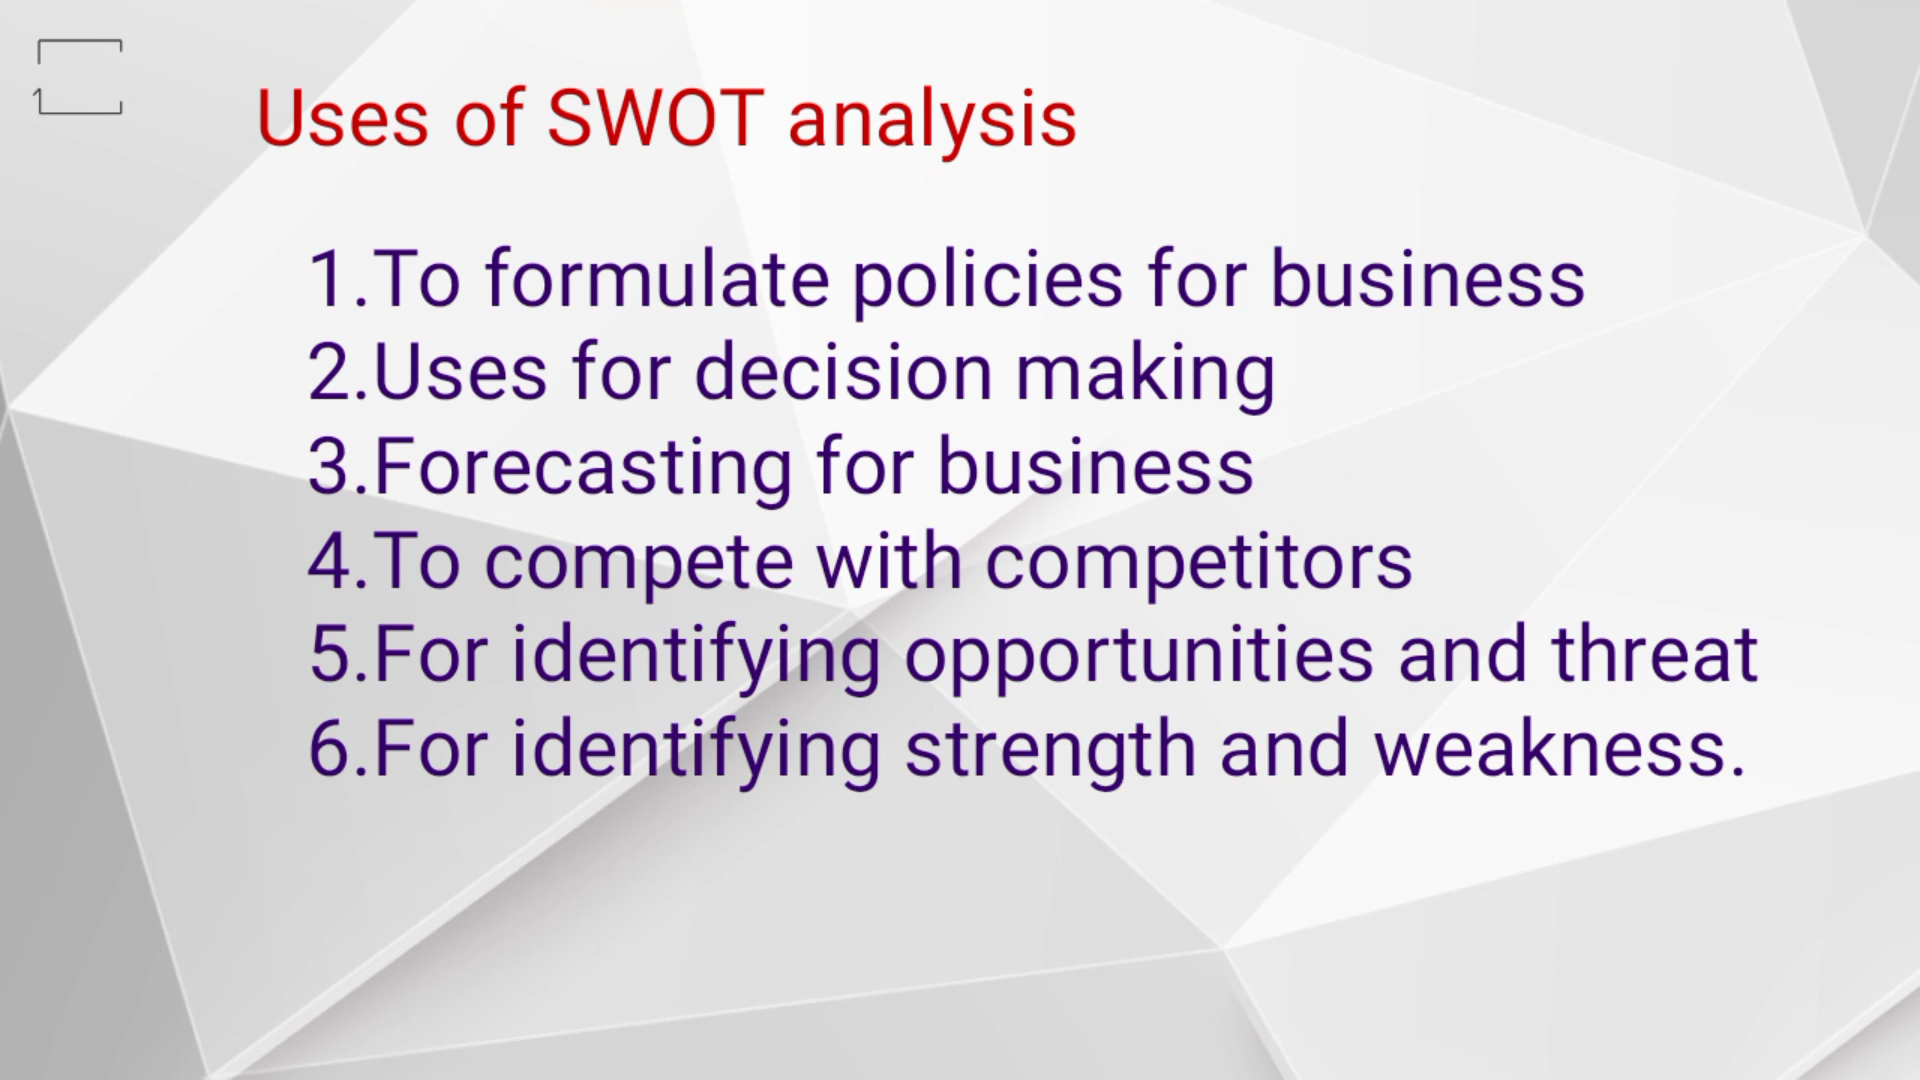 Uses of SWOT analysis
1.To formulate policies for business
2.Uses for decision making
3.Forecasting for business
4.To compete with competitors
5.For identifying opportunities and threat
6.For identifying strength and weakness.